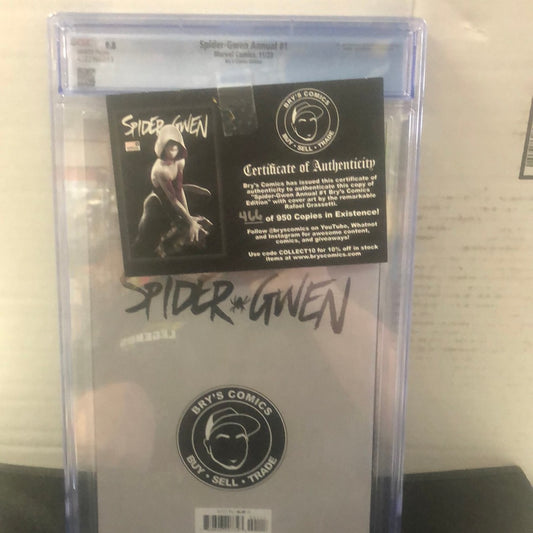 9.8
Spider-Gwen Annual #1
Marvel Comics, 11/23
Bry's Comics Edition
SPIDER-GWEN
BRY'S COMICS
BUY · SELL · TRADE
Certificate of Authenticity
Bry's Comics has issued this certificate of
authenticity to authenticate this copy of
"Spider-Gwen Annual #1 Bry's Comics
Edition" with cover art by the remarkable
Rafael Grassetti.
466 of 950 Copies in Existence!
Follow @bryscomics on YouTube, Whatnot
and Instagram for awesome content,
comics, and giveaways!
Use code COLLECT10 for 10% off in stock
items at www.bryscomics.com
SPIDER GWEN
BRY'S COMICS
BUY · SELL · TRADE